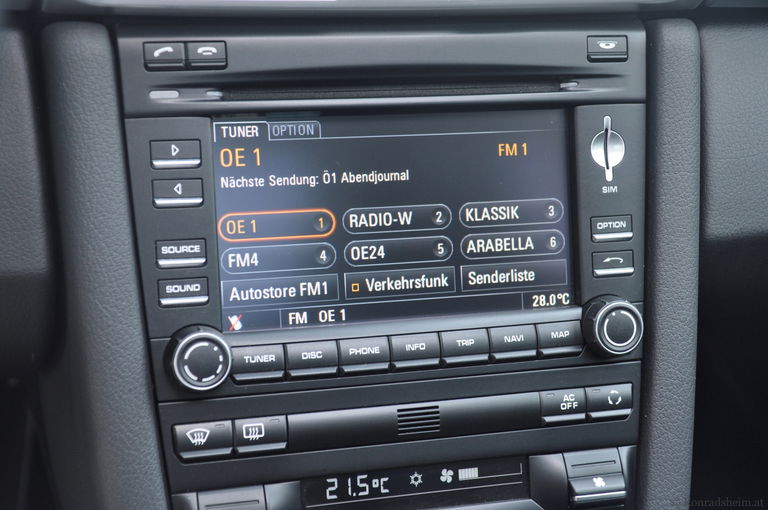 TUNER OPTION
OE 1 FM 1
Nächste Sendung: Ö1 Abendjournal
OE 1 1 RADIO-W 2 KLASSIK 3
FM4 4 OE24 5 ARABELLA 6
Autostore FM1 Verkehrsfunk Senderliste
28.0°C
FM OE 1
SIM
OPTION
SOURCE
SOUND
TUNER DISC PHONE INFO TRIP NAVI MAP
AC
OFF
21.5°C